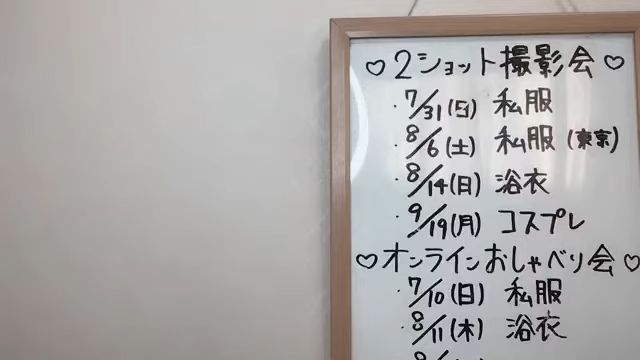 ♡2ショット撮影会♡
・7/31(日) 私服
・8/6(土) 私服(東京)
・8/14(日) 浴衣
・9/19(月) コスプレ
♡オンラインおしゃべり会♡
・7/10(日) 私服
・8/11(木) 浴衣